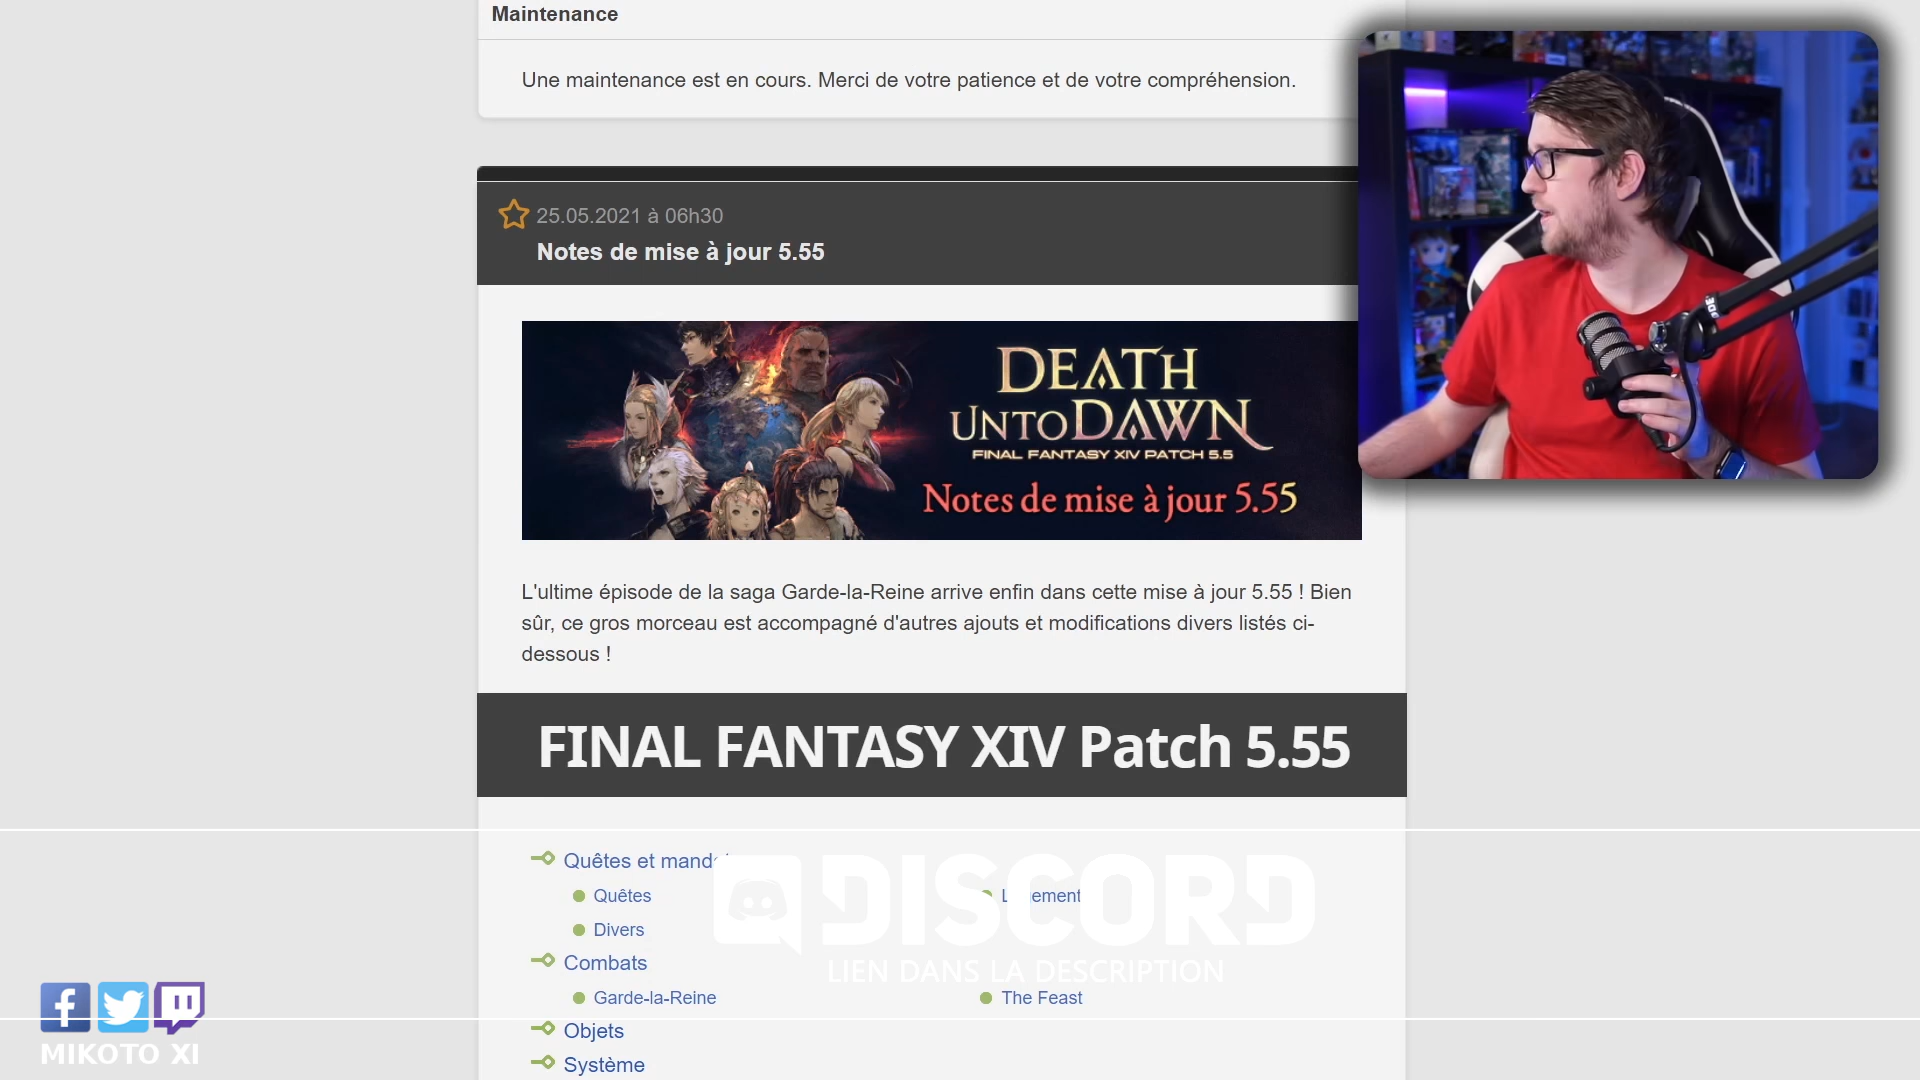 Maintenance
Une maintenance est en cours. Merci de votre patience et de votre compréhension.
25.05.2021 à 06h30
Notes de mise à jour 5.55
DEATH
UNTO DAWN
FINAL FANTASY XIV PATCH 5.5
Notes de mise à jour 5.55
L'ultime épisode de la saga Garde-la-Reine arrive enfin dans cette mise à jour 5.55 ! Bien
sûr, ce gros morceau est accompagné d'autres ajouts et modifications divers listés ci-
dessous !
FINAL FANTASY XIV Patch 5.55
Quêtes et
Quêtes
Divers
DISCORD
LIEN DANS LA DESCRIPTION
Combats
Garde-la-Reine
The Feast
Objets
Système
MIKOTO XI